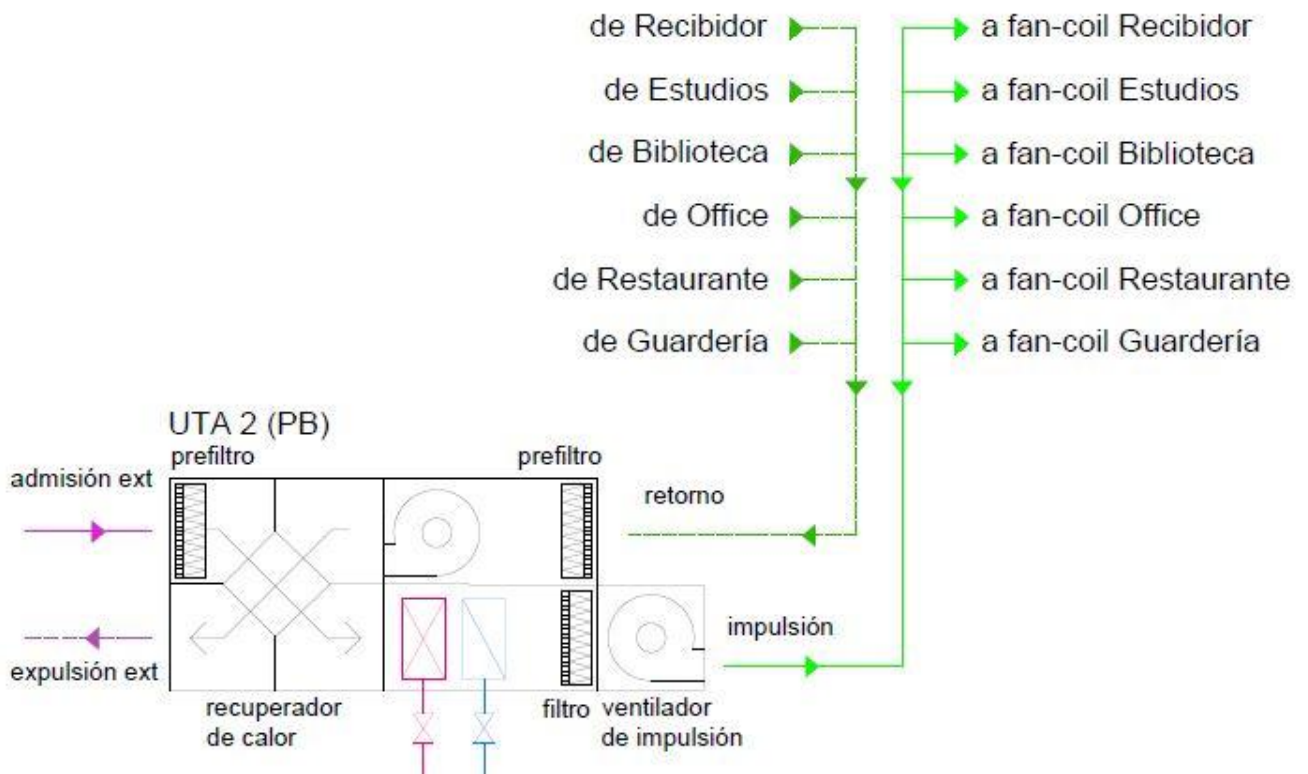 de Recibidor
a fan-coil Recibidor
de Estudios
a fan-coil Estudios
de Biblioteca
a fan-coil Biblioteca
de Office
a fan-coil Office
de Restaurante
a fan-coil Restaurante
de Guardería
a fan-coil Guardería
UTA 2 (PB)
prefiltro
prefiltro
admisión ext
retorno
impulsión
expulsión ext
recuperador
de calor
filtro
ventilador
de impulsión